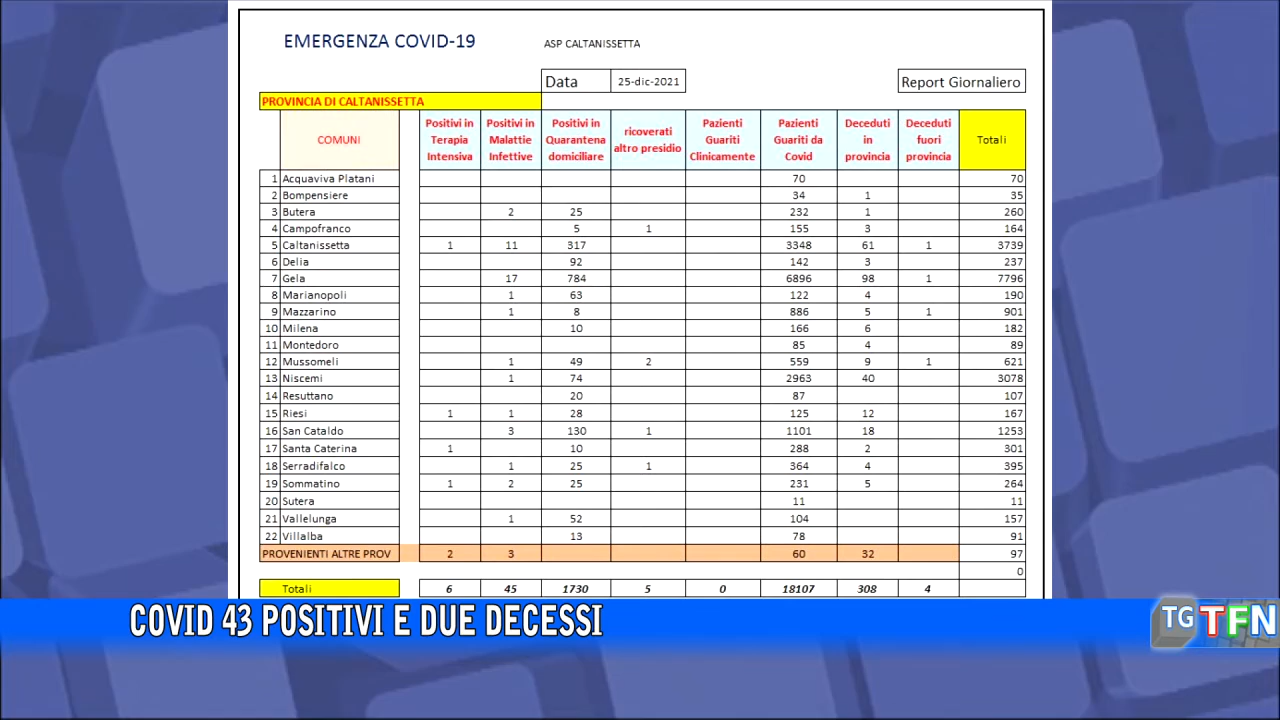 EMERGENZA COVID-19 ASP CALTANISSETTA
Data 25-dic-2021 Report Giornaliero
PROVINCIA DI CALTANISSETTA
COMUNI Positivi in Terapia Intensiva Positivi in Malattie Infettive Positivi in Quarantena domiciliare ricoverati altro presidio Pazienti Guariti Clinicamente Pazienti Guariti da Covid Deceduti in provincia Deceduti fuori provincia Totali
1 Acquaviva Platani 70 70
2 Bompensiere 34 1 35
3 Butera 2 25 232 1 260
4 Campofranco 5 1 155 3 164
5 Caltanissetta 1 11 317 3348 61 1 3739
6 Delia 92 142 3 237
7 Gela 17 784 6896 98 1 7796
8 Marianopoli 1 63 122 4 190
9 Mazzarino 1 8 886 5 1 901
10 Milena 10 166 6 182
11 Montedoro 85 4 89
12 Mussomeli 1 49 2 559 9 1 621
13 Niscemi 1 74 2963 40 3078
14 Resuttano 20 87 107
15 Riesi 1 1 28 125 12 167
16 San Cataldo 3 130 1 1101 18 1253
17 Santa Caterina 1 10 288 2 301
18 Serradifalco 1 25 1 364 4 395
19 Sommatino 1 2 25 231 5 264
20 Sutera 11 11
21 Vallelunga 1 52 104 157
22 Villalba 13 78 91
PROVENIENTI ALTRE PROV 2 3 60 32 97
0
Totali 6 45 1730 5 0 18107 308 4
COVID 43 POSITIVI E DUE DECESSI
TG TFN